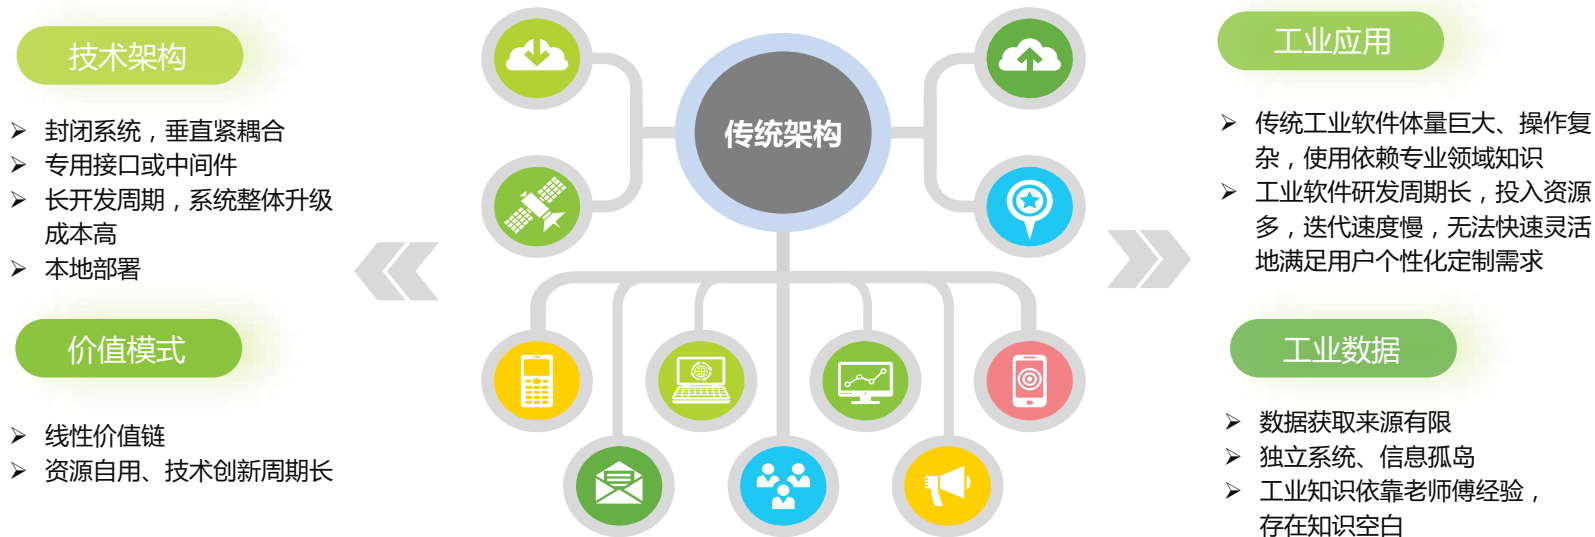 技术架构
封闭系统，垂直紧耦合
专用接口或中间件
长开发周期，系统整体升级
成本高
本地部署
价值模式
线性价值链
资源自用、技术创新周期长
传统架构
工业应用
传统工业软件体量巨大、操作复
杂，使用依赖专业领域知识
工业软件研发周期长，投入资源
多，迭代速度慢，无法快速灵活
地满足用户个性化定制需求
工业数据
数据获取来源有限
独立系统、信息孤岛
工业知识依靠老师傅经验，
存在知识空白